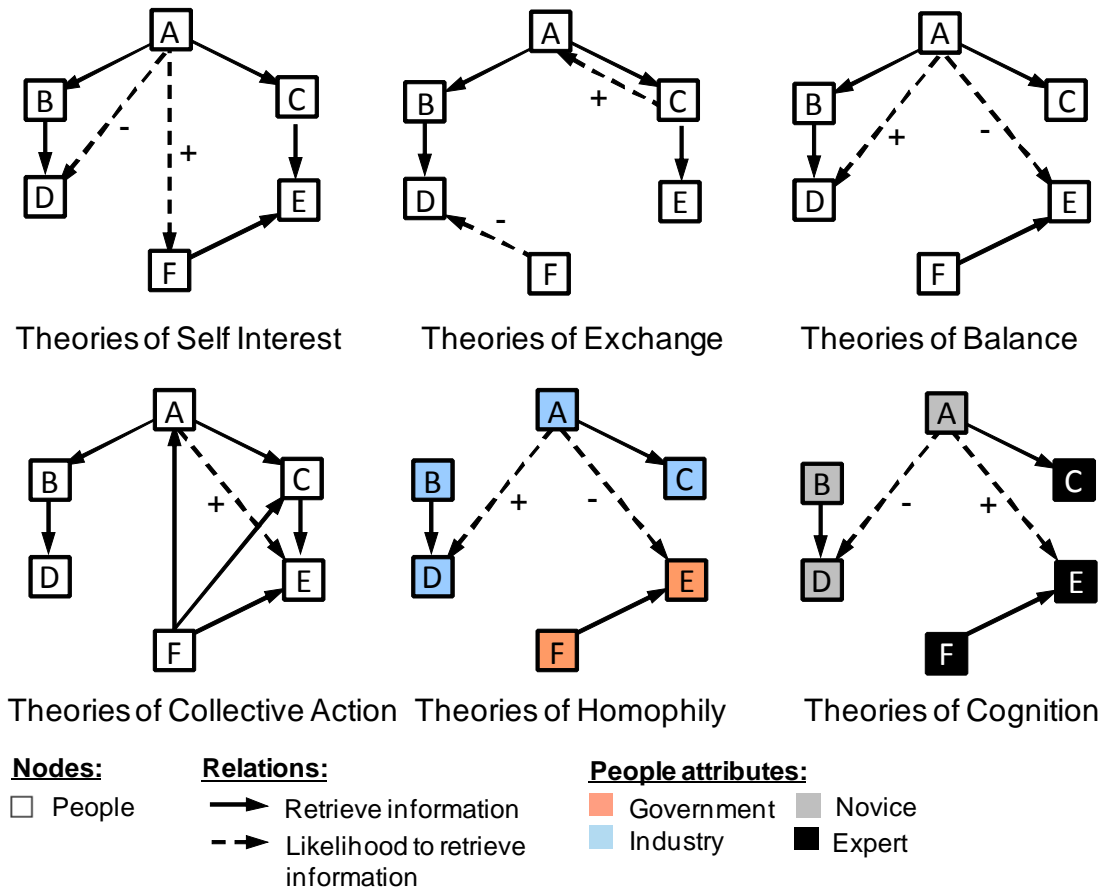 A
B
C
-
+
D
E
F
Theories of Self Interest
A
B
C
+
D
E
-
F
Theories of Exchange
A
B
C
+
-
D
E
F
Theories of Balance
A
B
C
+
D
E
F
Theories of Collective Action
A
B
C
+
-
D
E
F
Theories of Homophily
A
B
C
-
+
D
E
F
Theories of Cognition
Nodes:
People
Relations:
Retrieve information
Likelihood to retrieve
information
People attributes:
Government
Industry
Novice
Expert